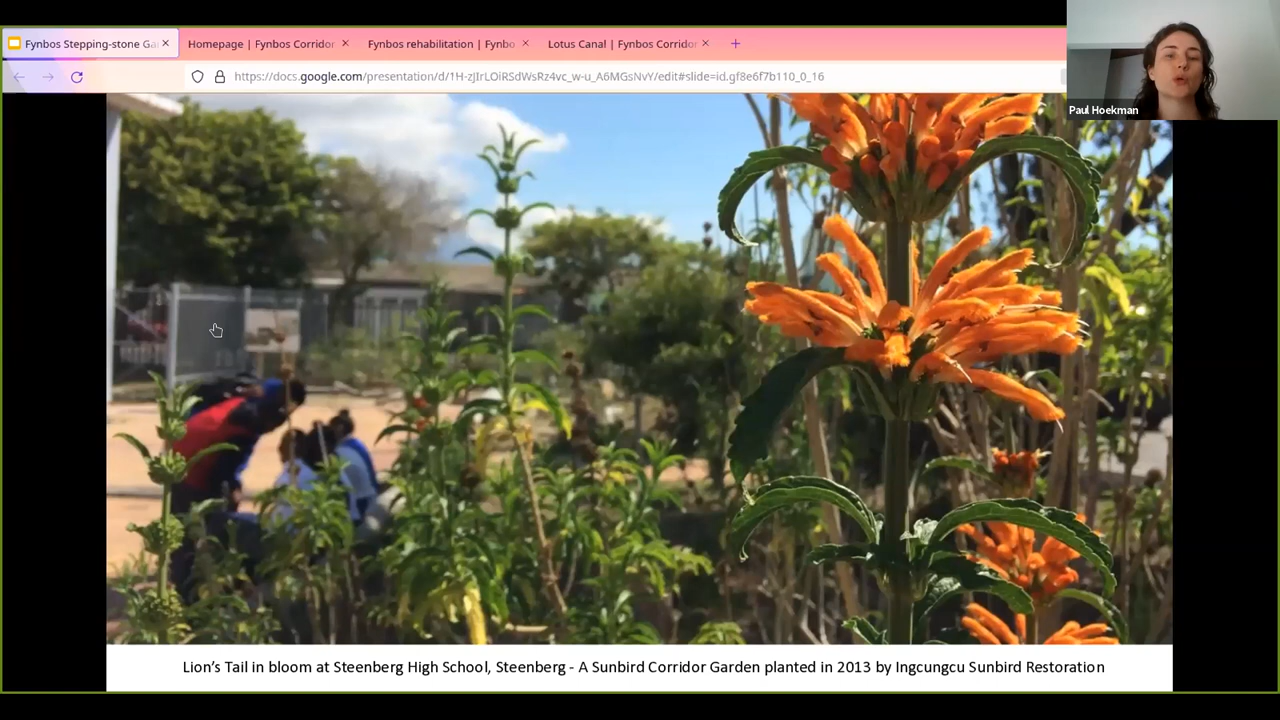 Fynbos Stepping-stone Ga
Homepage | Fynbos Corridor
Fynbos rehabilitation | Fynbo
Lotus Canal | Fynbos Corridor
https://docs.google.com/presentation/d/1H-zJIrLOiRSdWsRz4vc_w-u_A6MGsNvY/edit#slide=id.gf8e6f7b110_0_16
Paul Hoekman
Lion’s Tail in bloom at Steenberg High School, Steenberg - A Sunbird Corridor Garden planted in 2013 by Ingcungcu Sunbird Restoration